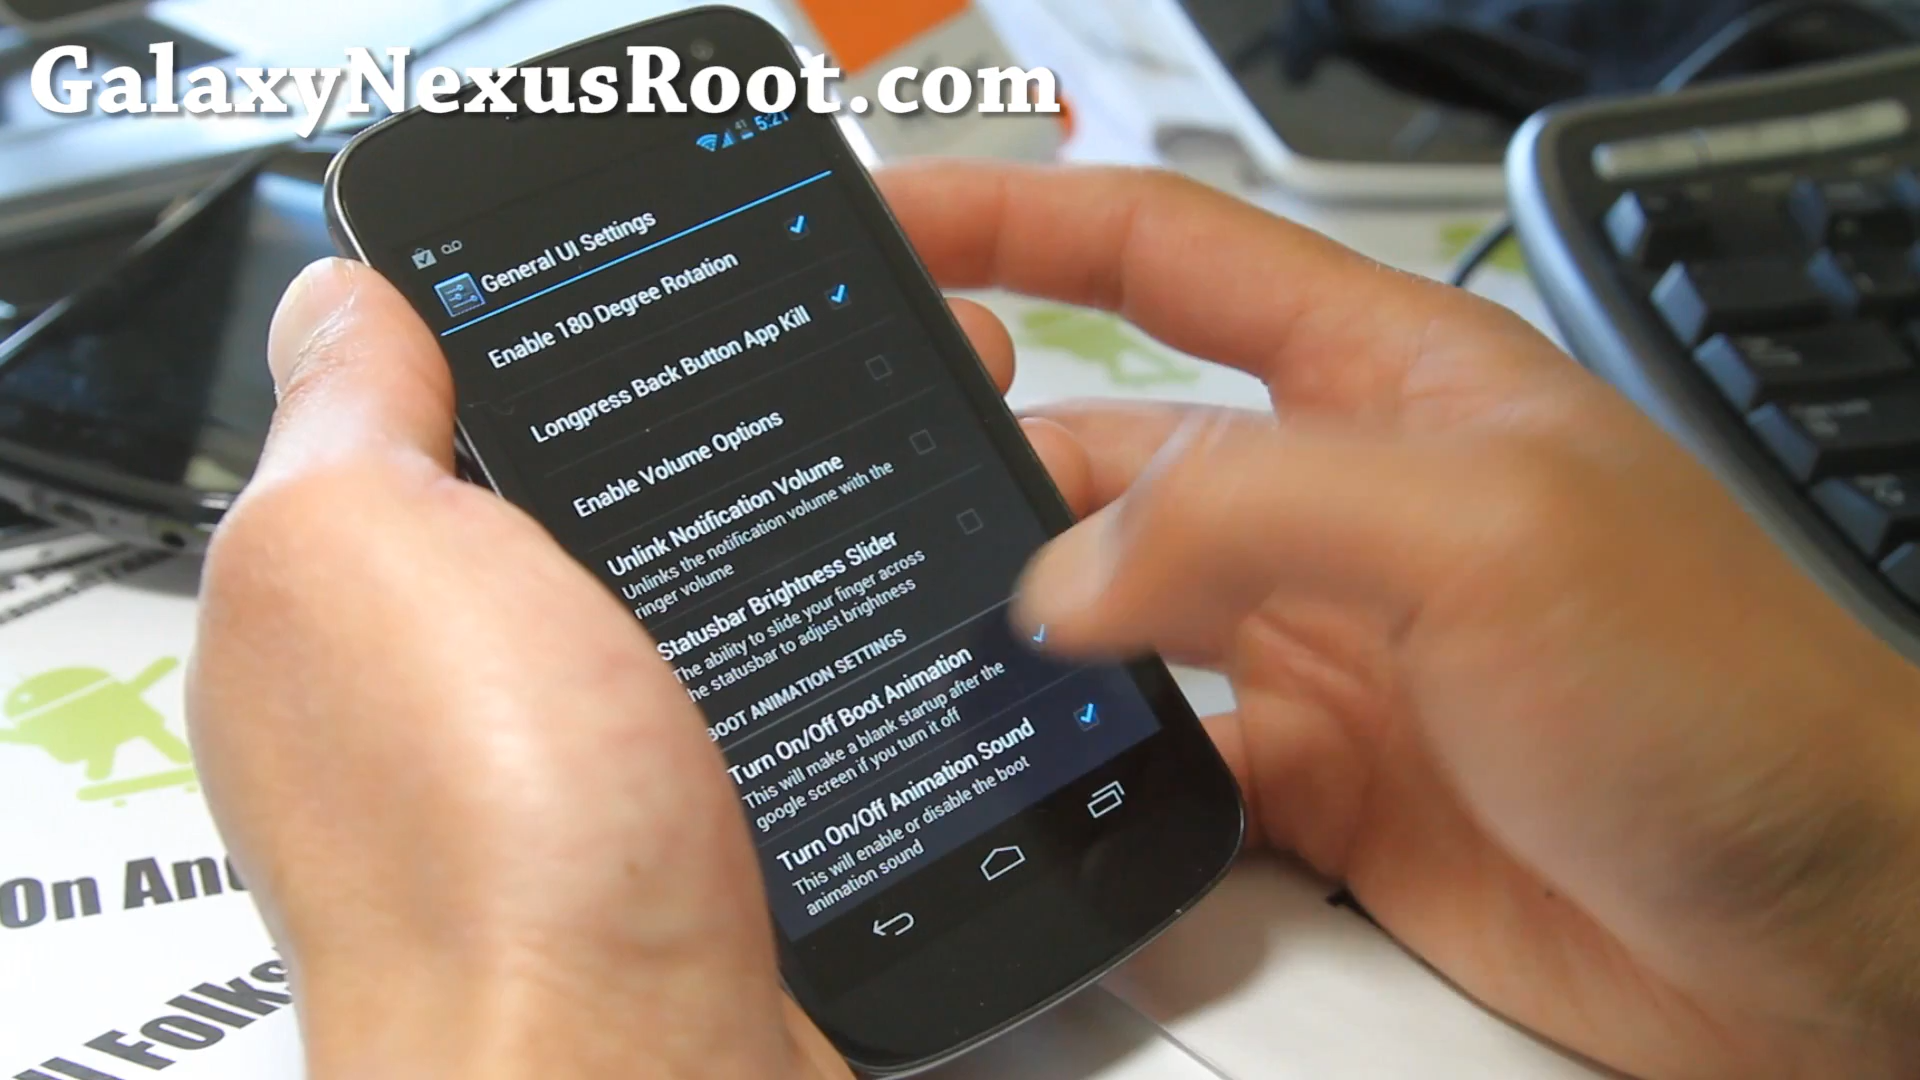 GalaxyNexusRoot.com
5:21
General UI Settings
Enable 180 Degree Rotation
Longpress Back Button App Kill
Enable Volume Options
Unlink Notification Volume
Unlinks the notification volume with the
ringer volume
Statusbar Brightness Slider
The ability to slide your finger across
the statusbar to adjust brightness
BOOT ANIMATION SETTINGS
Turn On/Off Boot Animation
This will make a blank startup after the
google screen if you turn it off
Turn On/Off Animation Sound
This will enable or disable the boot
animation sound
On
Folks